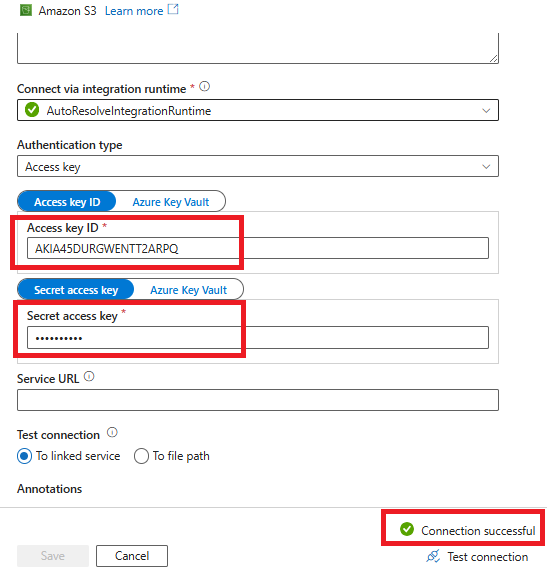 Amazon S3 Learn more
Connect via integration runtime *
AutoResolveIntegrationRuntime
Authentication type
Access key
Access key ID Azure Key Vault
Access key ID *
AKIA45DURGWENTT2ARPQ
Secret access key Azure Key Vault
Secret access key *
••••••••••
Service URL
Test connection
To linked service To file path
Annotations
Connection successful
Save Cancel Test connection